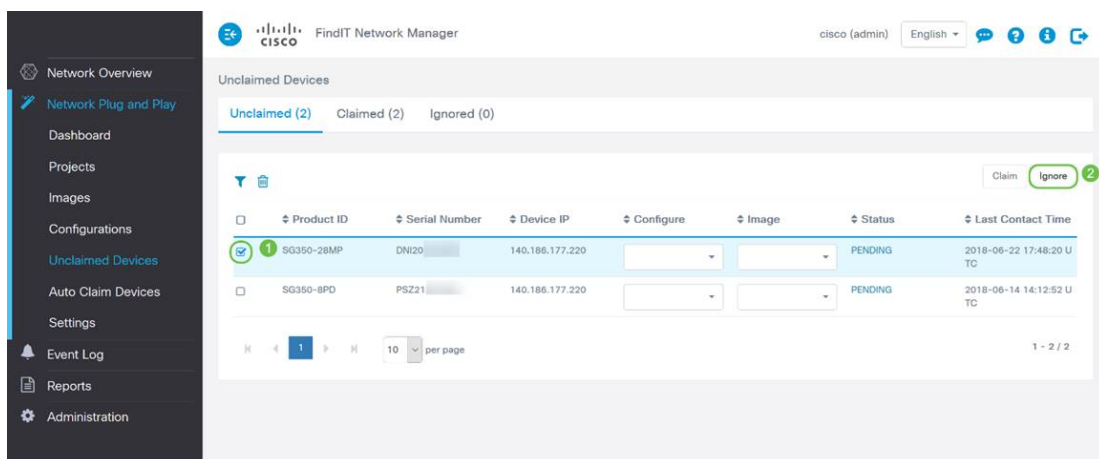 CISCO FindIT Network Manager
cisco (admin) English
Network Overview
Network Plug and Play
Dashboard
Projects
Images
Configurations
Unclaimed Devices
Auto Claim Devices
Settings
Event Log
Reports
Administration
Unclaimed Devices
Unclaimed (2) Claimed (2) Ignored (0)
Claim Ignore 2
Product ID Serial Number Device IP Configure Image Status Last Contact Time
1 SG350-28MP DNI20 140.186.177.220 PENDING 2018-06-22 17:48:20 U
TC
SG350-8PD PSZ21 140.186.177.220 PENDING 2018-06-14 14:12:52 U
TC
1 10 per page 1 - 2 / 2